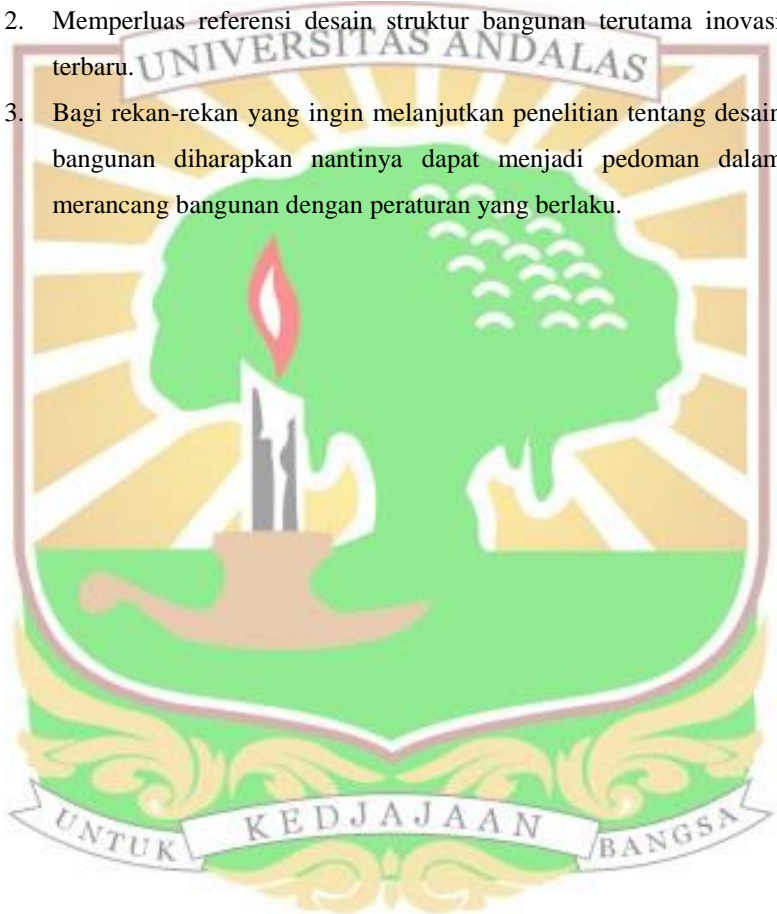 2. Memperluas referensi desain struktur bangunan terutama inovasi
terbaru.
UNIVERSITAS ANDALAS
3. Bagi rekan-rekan yang ingin melanjutkan penelitian tentang desain
bangunan diharapkan nantinya dapat menjadi pedoman dalam
merancang bangunan dengan peraturan yang berlaku.
UNTUK KEDJAJAAN BANGSA